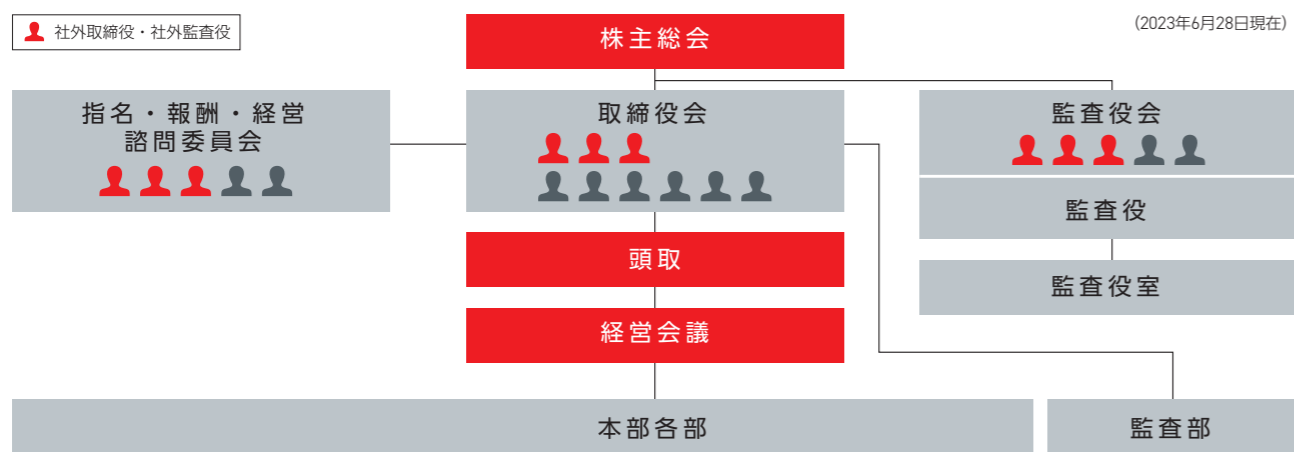 社外取締役・社外監査役
(2023年6月28日現在)
株主総会
指名・報酬・経営
諮問委員会
取締役会
監査役会
監査役
頭取
監査役室
経営会議
本部各部
監査部